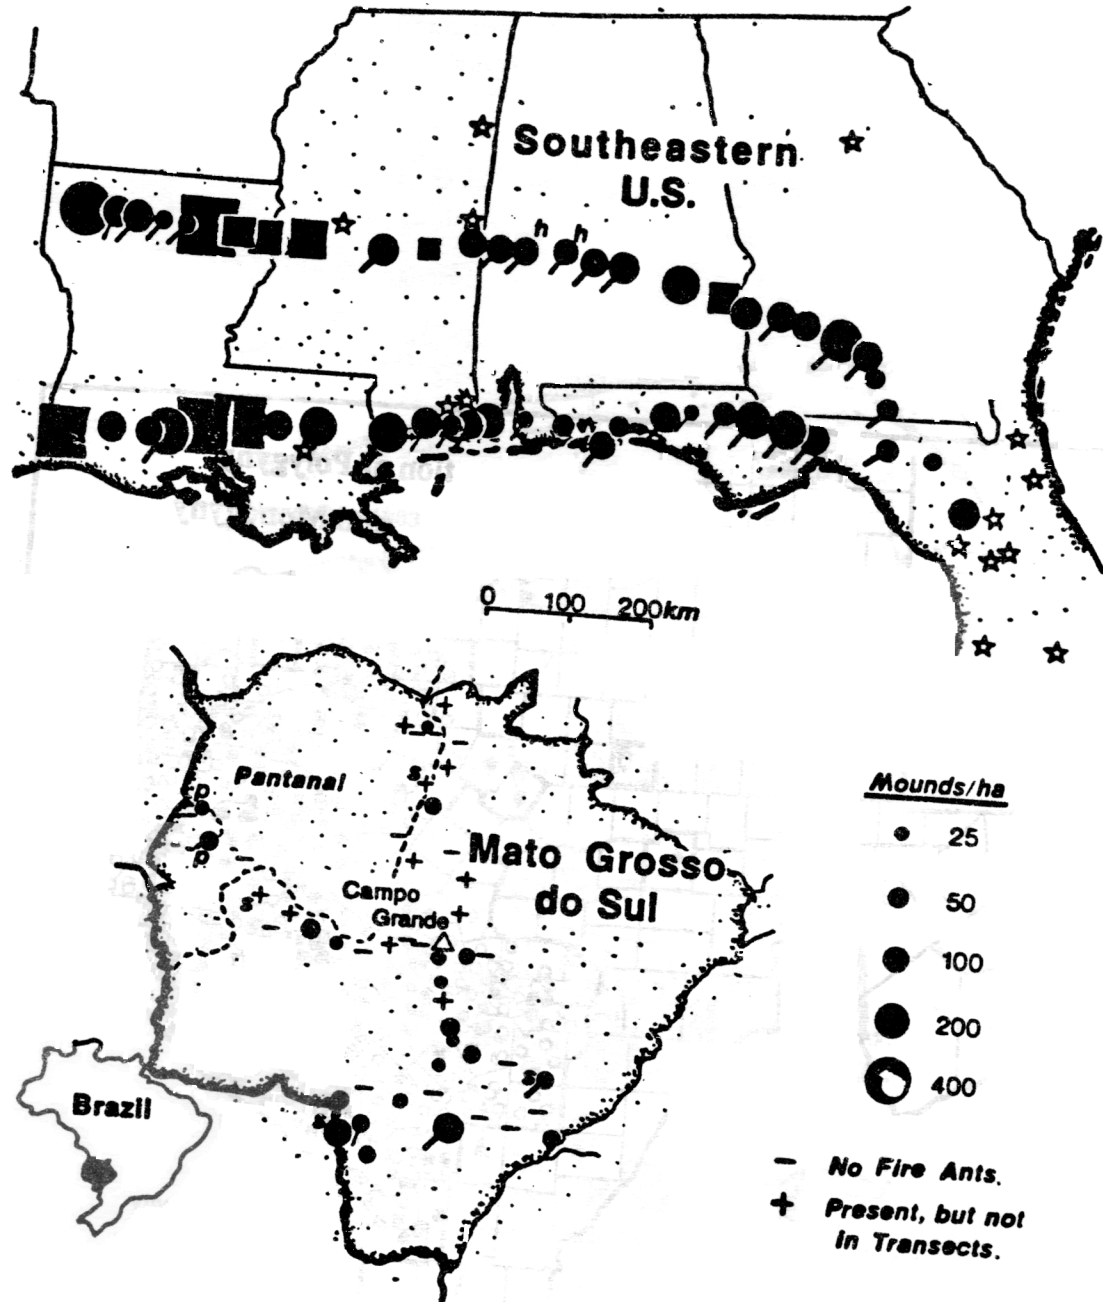 Southeastern
U.S.
h
h
0 100 200km
Pantanal
p
p
s
s
s
s
Mato Grosso
do Sul
Campo
Grande
Brazil
Mounds/ha
25
50
100
200
400
- No Fire Ants.
+ Present, but not
in Transects.